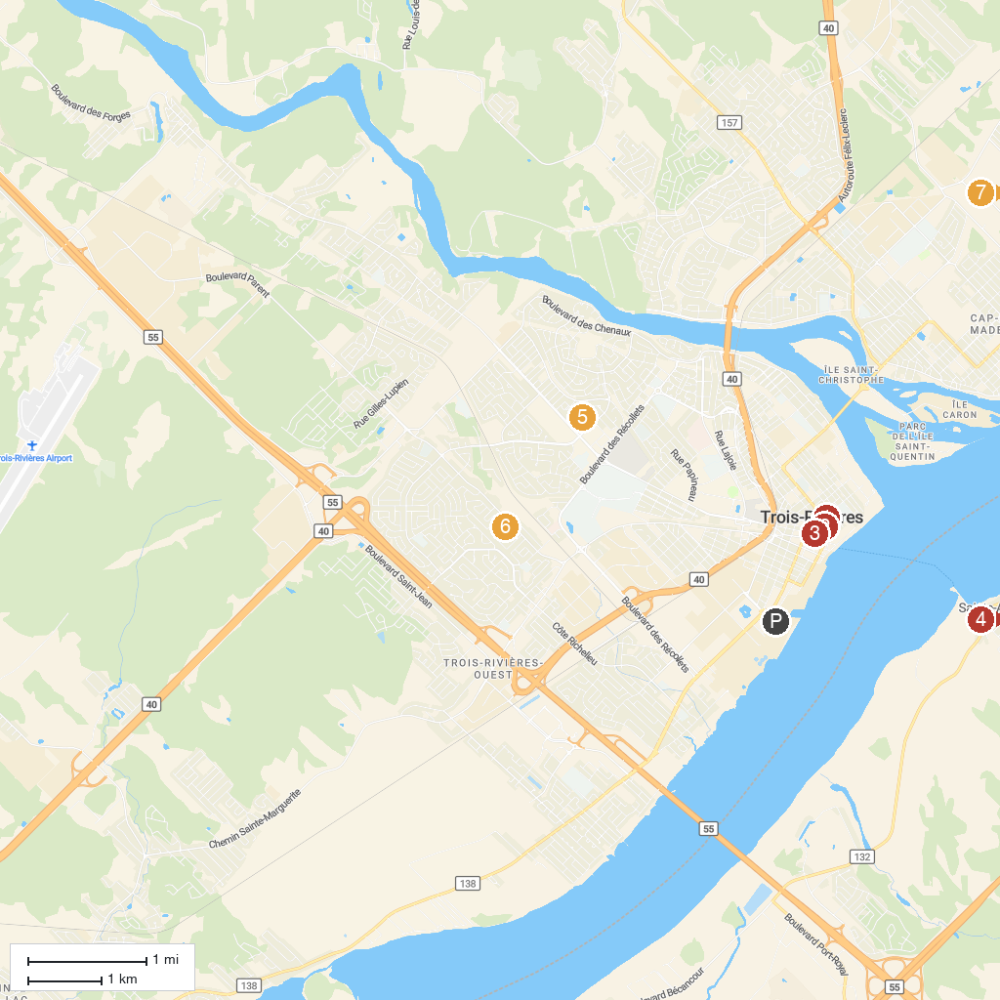 Rue Louis-de
40
Boulevard des Forges
157
Autoroute Félix-Leclerc
7
Boulevard Parent
Boulevard des Chenaux
CAP-
MADE
55
40
ÎLE SAINT-
CHRISTOPHE
Rue Gilles-Lupien
ÎLE
CARON
5
PARC
DE L'ÎLE
SAINT-
QUENTIN
Boulevard des Récollets
Rue Lajoie
rois-Rivières Airport
Rue Papineau
55
Trois-R
res
3
40
6
Boulevard Saint-Jean
40
Boulevard des Récollets
4
P
Côte Richelieu
TROIS-RIVIÈRES-
OUEST
40
Chemin Sainte-Marguerite
55
132
138
Boulevard Port-Royal
1 mi
1 km
138
55
LAC
oulevard Bécancour